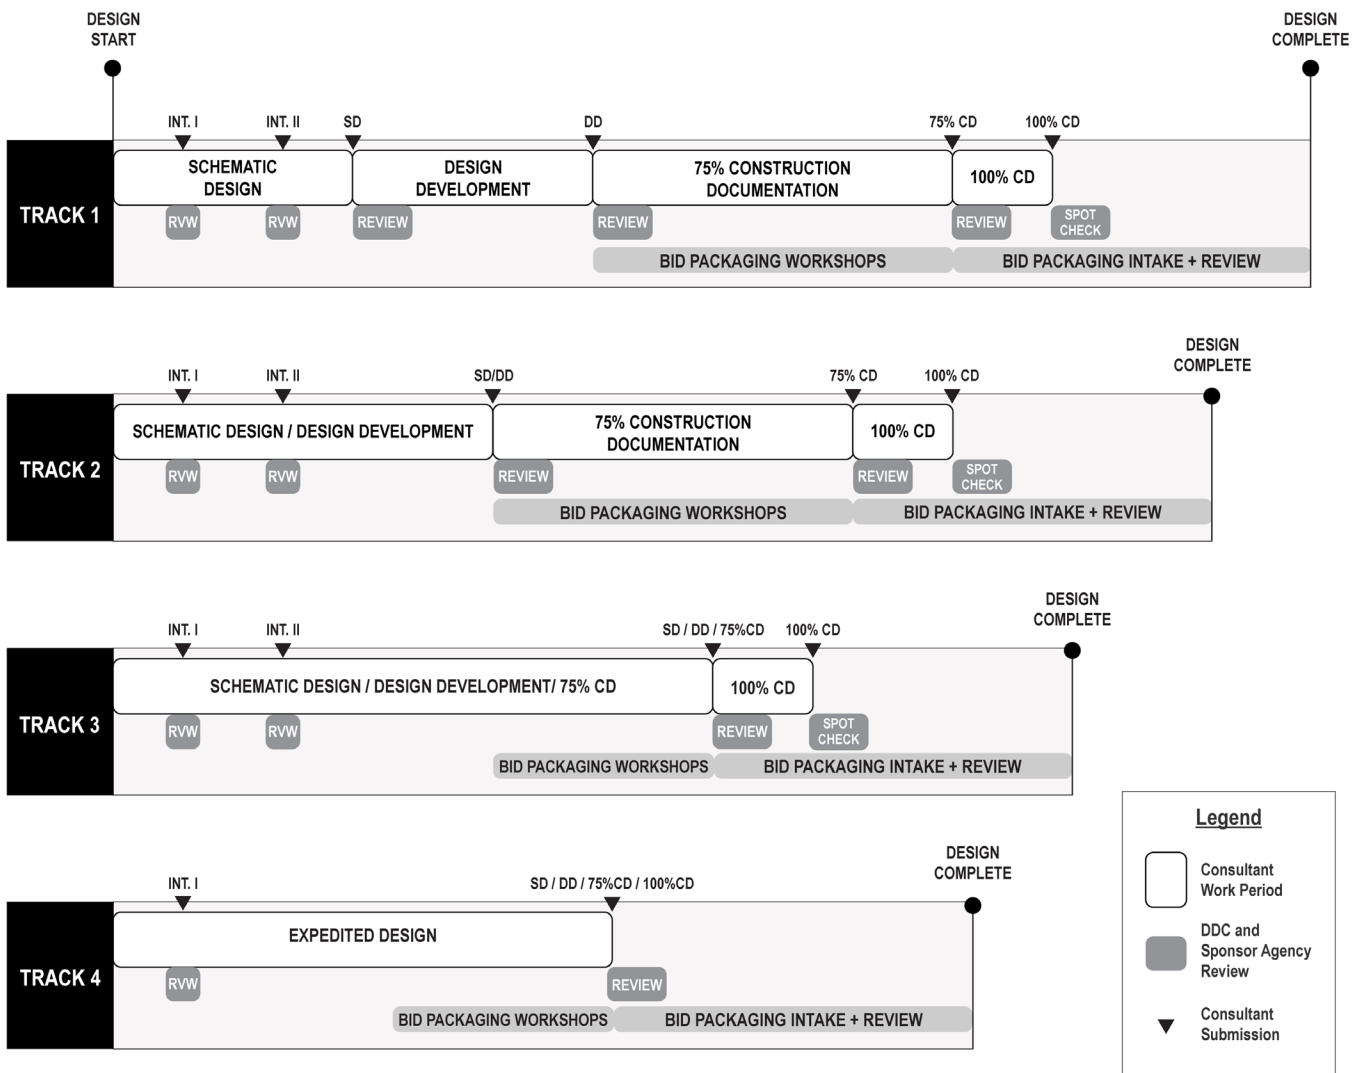 DESIGN
START
DESIGN
COMPLETE
INT. I
INT. II
SD
DD
75% CD
100% CD
TRACK 1
SCHEMATIC
DESIGN
DESIGN
DEVELOPMENT
75% CONSTRUCTION
DOCUMENTATION
100% CD
RVW
RVW
REVIEW
REVIEW
REVIEW
SPOT
CHECK
BID PACKAGING WORKSHOPS
BID PACKAGING INTAKE + REVIEW
DESIGN
COMPLETE
INT. I
INT. II
SD/DD
75% CD
100% CD
TRACK 2
SCHEMATIC DESIGN / DESIGN DEVELOPMENT
75% CONSTRUCTION
DOCUMENTATION
100% CD
RVW
RVW
REVIEW
REVIEW
SPOT
CHECK
BID PACKAGING WORKSHOPS
BID PACKAGING INTAKE + REVIEW
DESIGN
COMPLETE
INT. I
INT. II
SD / DD / 75%CD
100% CD
TRACK 3
SCHEMATIC DESIGN / DESIGN DEVELOPMENT/ 75% CD
100% CD
RVW
RVW
REVIEW
SPOT
CHECK
BID PACKAGING WORKSHOPS
BID PACKAGING INTAKE + REVIEW
DESIGN
COMPLETE
INT. I
SD / DD / 75%CD / 100%CD
TRACK 4
EXPEDITED DESIGN
RVW
REVIEW
BID PACKAGING WORKSHOPS
BID PACKAGING INTAKE + REVIEW
Legend
Consultant
Work Period
DDC and
Sponsor Agency
Review
Consultant
Submission